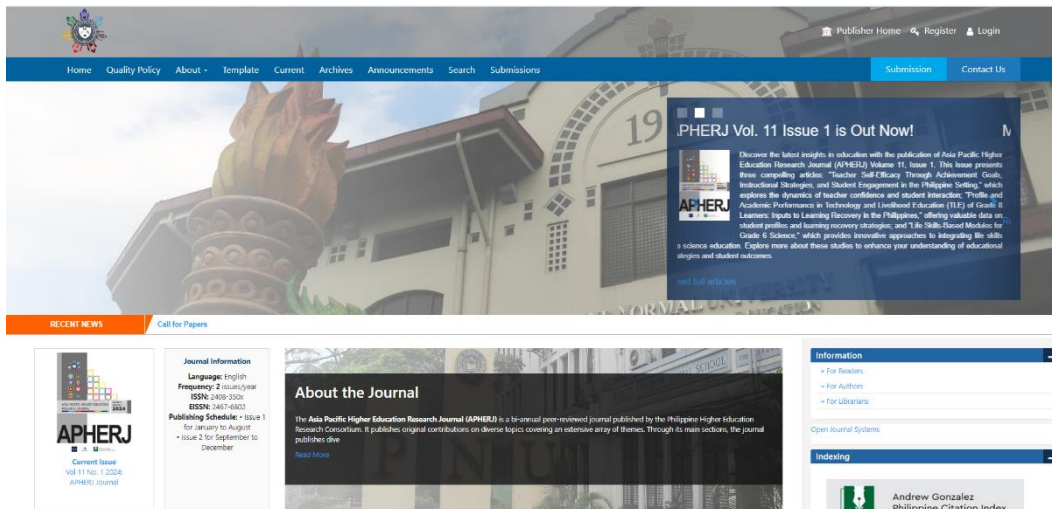 Publisher Home Register Login
Home Quality Policy About Template Current Archives Announcements Search Submissions Submission Contact Us
19
.PHERJ Vol. 11 Issue 1 is Out Now!
Discover the latest insights in education with the publication of Asia Pacific Higher
Education Research Journal (APHERJ) Volume 11, Issue 1. This issue presents
three compelling articles: "Teacher Self-Efficacy Through Achievement Goals,
Instructional Strategies, and Student Engagement in the Philippine Setting," which
explores the dynamics of teacher confidence and student interaction; "Profile and
Academic Performance in Technology and Livelihood Education (TLE) of Grade 8
Learners: Inputs to Learning Recovery in the Philippines," offering valuable data on
student profiles and learning recovery strategies; and "Life Skills-Based Modules for
Grade 6 Science," which provides innovative approaches to integrating life skills
o science education. Explore more about these studies to enhance your understanding of educational
ategies and student outcomes.
ead full articles
APHERJ
NORMAL UNIVERSITY
RECENT NEWS
Call for Papers
APHERJ
2024
Current Issue
Vol 11 No. 1 2024:
APHERJ Journal
Journal Information
Language: English
Frequency: 2 issues/year
ISSN: 2408-350x
EISSN: 2467-6802
Publishing Schedule: • Issue 1
for January to August
• Issue 2 for September to
December
SCHOOL
About the Journal
The Asia Pacific Higher Education Research Journal (APHERJ) is a bi-annual peer-reviewed journal published by the Philippine Higher Education
Research Consortium. It publishes original contributions on diverse topics covering an extensive array of themes. Through its main sections, the journal
publishes dive
Read More
Information
» For Readers
» For Authors
» For Librarians
Open Journal Systems
Indexing
Andrew Gonzalez
Philippine Citation Index